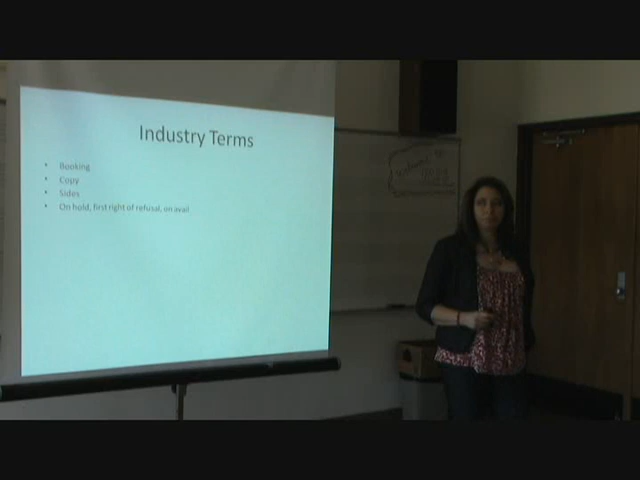 Industry Terms
• Booking
• Copy
• Sides
• On hold, first right of refusal, on avail